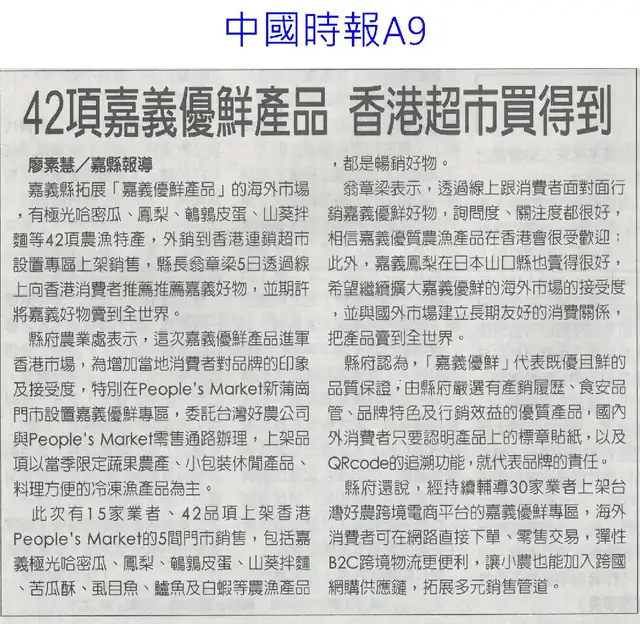 中國時報A9
42項嘉義優鮮產品 香港超市買得到
廖素慧／嘉縣報導
嘉義縣拓展「嘉義優鮮產品」的海外市場
，有極光哈密瓜、鳳梨、鵪鶉皮蛋、山葵拌
麵等42項農漁特產，外銷到香港連鎖超市
設置專區上架銷售，縣長翁章梁5日透過線
上向香港消費者推薦推薦嘉義好物，並期許
將嘉義好物賣到全世界。
縣府農業處表示，這次嘉義優鮮產品進軍
香港市場，為增加當地消費者對品牌的印象
及接受度，特別在People's Market新蒲崗
門市設置嘉義優鮮專區，委託台灣好農公司
與People's Market零售通路辦理，上架品
項以當季限定蔬果農產、小包裝休閒產品、
料理方便的冷凍漁產品為主。
此次有15家業者、42品項上架香港
People's Market的5間門市銷售，包括嘉
義極光哈密瓜、鳳梨、鵪鶉皮蛋、山葵拌麵
、苦瓜酥、虱目魚、鱸魚及白蝦等農漁產品
，都是暢銷好物。
翁章梁表示，透過線上跟消費者面對面行
銷嘉義優鮮好物，詢問度、關注度都很好，
相信嘉義優質農漁產品在香港會很受歡迎；
此外，嘉義鳳梨在日本山口縣也賣得很好，
希望繼續擴大嘉義優鮮的海外市場的接受度
，並與國外市場建立長期友好的消費關係，
把產品賣到全世界。
縣府認為，「嘉義優鮮」代表既優且鮮的
品質保證，由縣府嚴選有產銷履歷、食安品
管、品牌特色及行銷效益的優質產品，國內
外消費者只要認明產品上的標章貼紙，以及
QRcode的追溯功能，就代表品牌的責任。
縣府還說，經持續輔導30家業者上架台
灣好農跨境電商平台的嘉義優鮮專區，海外
消費者可在網路直接下單、零售交易，彈性
B2C跨境物流更便利，讓小農也能加入跨國
網購供應鏈，拓展多元銷售管道。